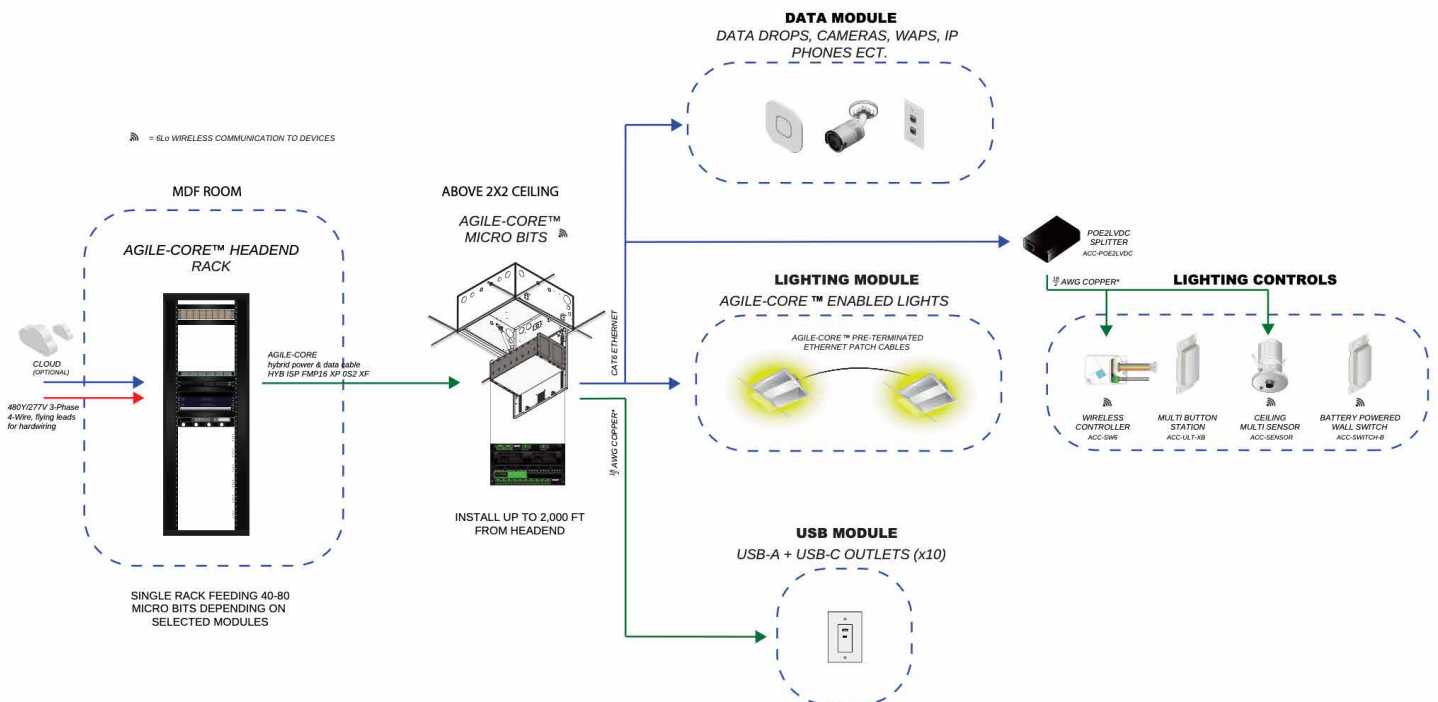 DATA MODULE
DATA DROPS, CAMERAS, WAPS, IP
PHONES ECT.
= 6Lo WIRELESS COMMUNICATION TO DEVICES
MDF ROOM
AGILE-CORE™ HEADEND
RACK
CLOUD
(OPTIONAL)
480Y/277V 3-Phase
4-Wire, flying leads
for hardwiring
AGILE-CORE
hybrid power & data cable
HYB ISP FMP16 XP 0S2 XF
SINGLE RACK FEEDING 40-80
MICRO BITS DEPENDING ON
SELECTED MODULES
ABOVE 2X2 CEILING
AGILE-CORE™
MICRO BITS
INSTALL UP TO 2,000 FT
FROM HEADEND
CAT6 ETHERNET
18/2 AWG COPPER*
LIGHTING MODULE
AGILE-CORE ™ ENABLED LIGHTS
AGILE-CORE™ PRE-TERMINATED
ETHERNET PATCH CABLES
USB MODULE
USB-A + USB-C OUTLETS (x10)
POE2LVDC
SPLITTER
ACC-POE2LVDC
18/2 AWG COPPER*
LIGHTING CONTROLS
WIRELESS
CONTROLLER
ACC-SW6
MULTI BUTTON
STATION
ACC-ULT-XB
CEILING
MULTI SENSOR
ACC-SENSOR
BATTERY POWERED
WALL SWITCH
ACC-SWITCH-B